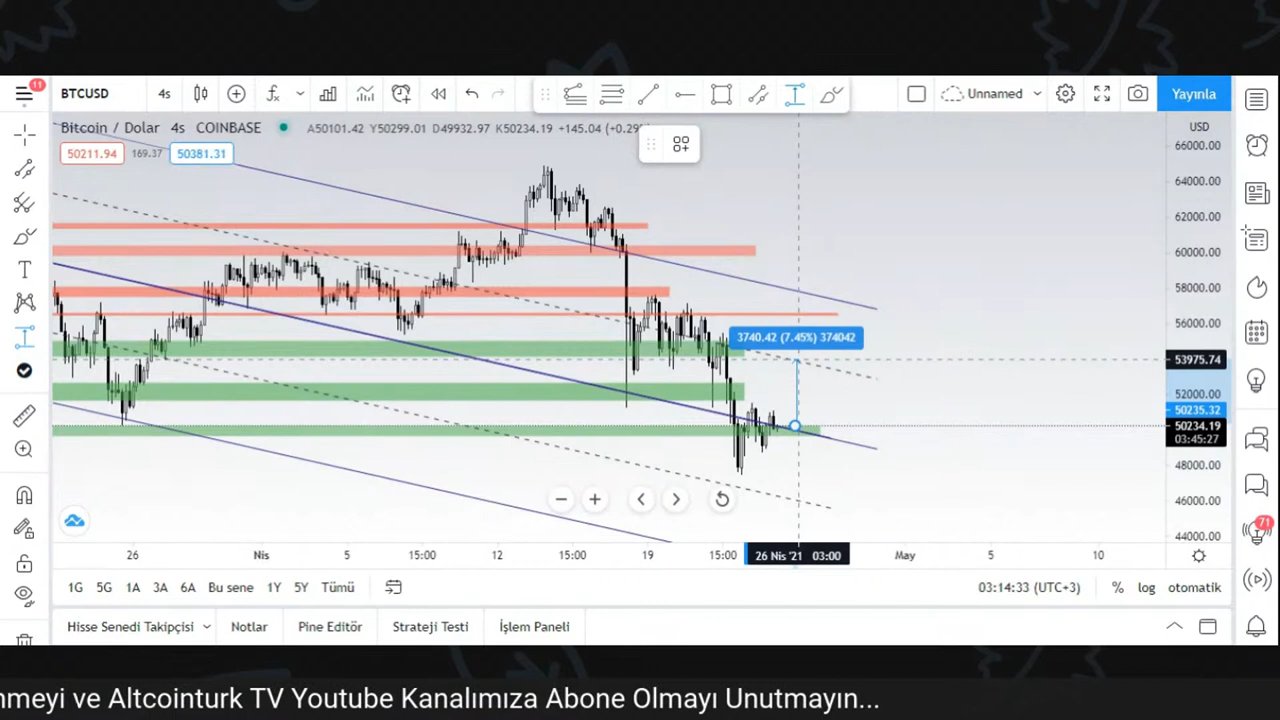 11
BTCUSD
4s
Unnamed
Yayınla
Bitcoin / Dolar 4s COINBASE
A50101.42 Y50299.01 D49932.97 K50234.19 +145.04 (+0.29%
50211.94
169.37
50381.31
USD
66000.00
64000.00
62000.00
60000.00
58000.00
56000.00
3740.42 (7.45%) 374042
53975.74
52000.00
50235.32
50234.19
03:45:27
48000.00
46000.00
44000.00
71
26
Nis
5
15:00
12
15:00
19
15:00
26 Nis '21 03:00
May
5
10
1G 5G 1A 3A 6A Bu sene 1Y 5Y Tümü
03:14:33 (UTC+3)
% log otomatik
Hisse Senedi Takipçisi
Notlar
Pine Editör
Strateji Testi
İşlem Paneli
nmeyi ve Altcointurk TV Youtube Kanalımıza Abone Olmayı Unutmayın...